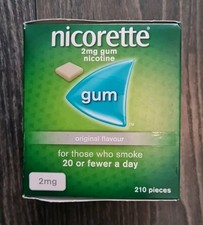 nicorette
2mg gum
nicotine
gum
original flavour
for those who smoke
20 or fewer a day
2mg
210 pieces